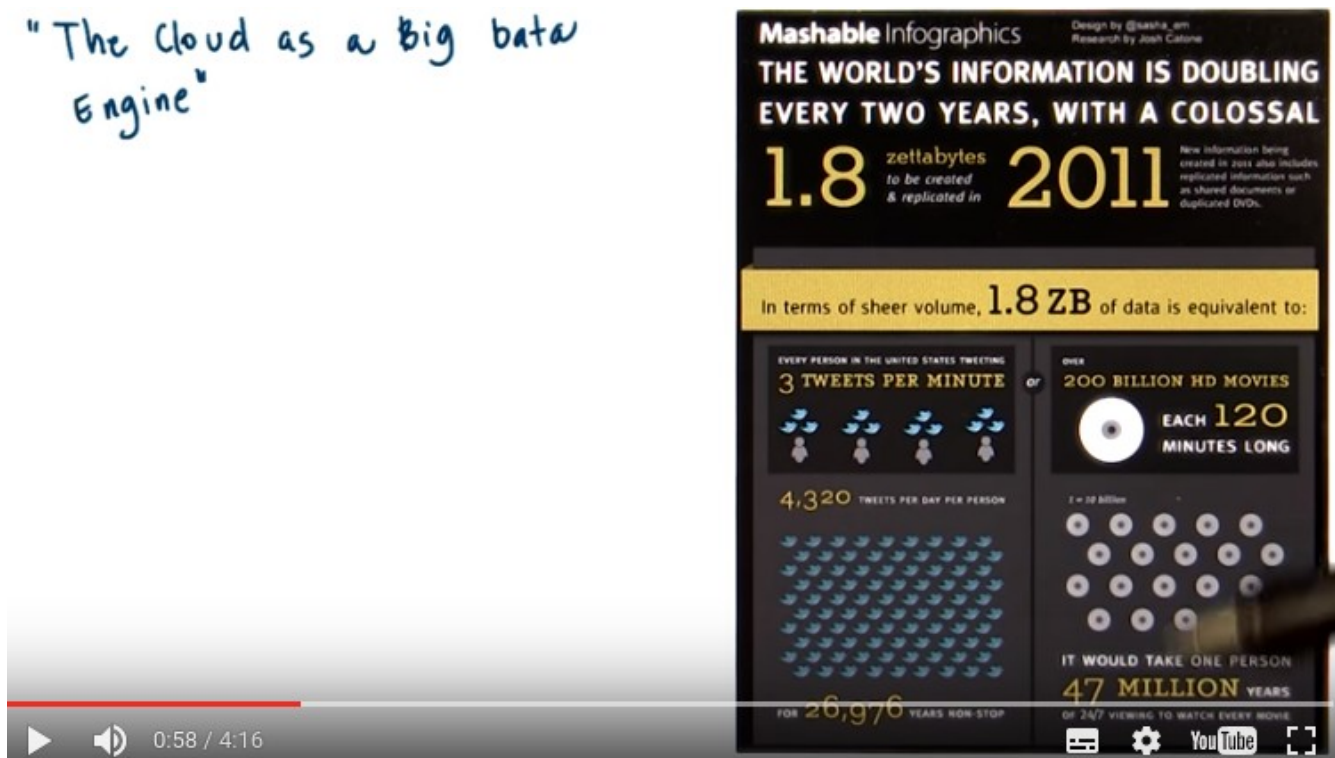 "The Cloud as a Big bata
Engine"
Mashable Infographics
Design by @sasha_am
Research by Josh Catone
THE WORLD'S INFORMATION IS DOUBLING
EVERY TWO YEARS, WITH A COLOSSAL
1.8 zettabytes to be created & replicated in 2011
New information being
created in 2011 also includes
replicated information such
as shared documents or
duplicated DVDs.
In terms of sheer volume, 1.8 ZB of data is equivalent to:
EVERY PERSON IN THE UNITED STATES TWEETING
3 TWEETS PER MINUTE
4,320 TWEETS PER DAY PER PERSON
FOR 26,976 YEARS NON-STOP
or
OVER
200 BILLION HD MOVIES
EACH 120
MINUTES LONG
1 = 10 billion
IT WOULD TAKE ONE PERSON
47 MILLION YEARS
OF 24/7 VIEWING TO WATCH EVERY MOVIE
0:58 / 4:16
YouTube